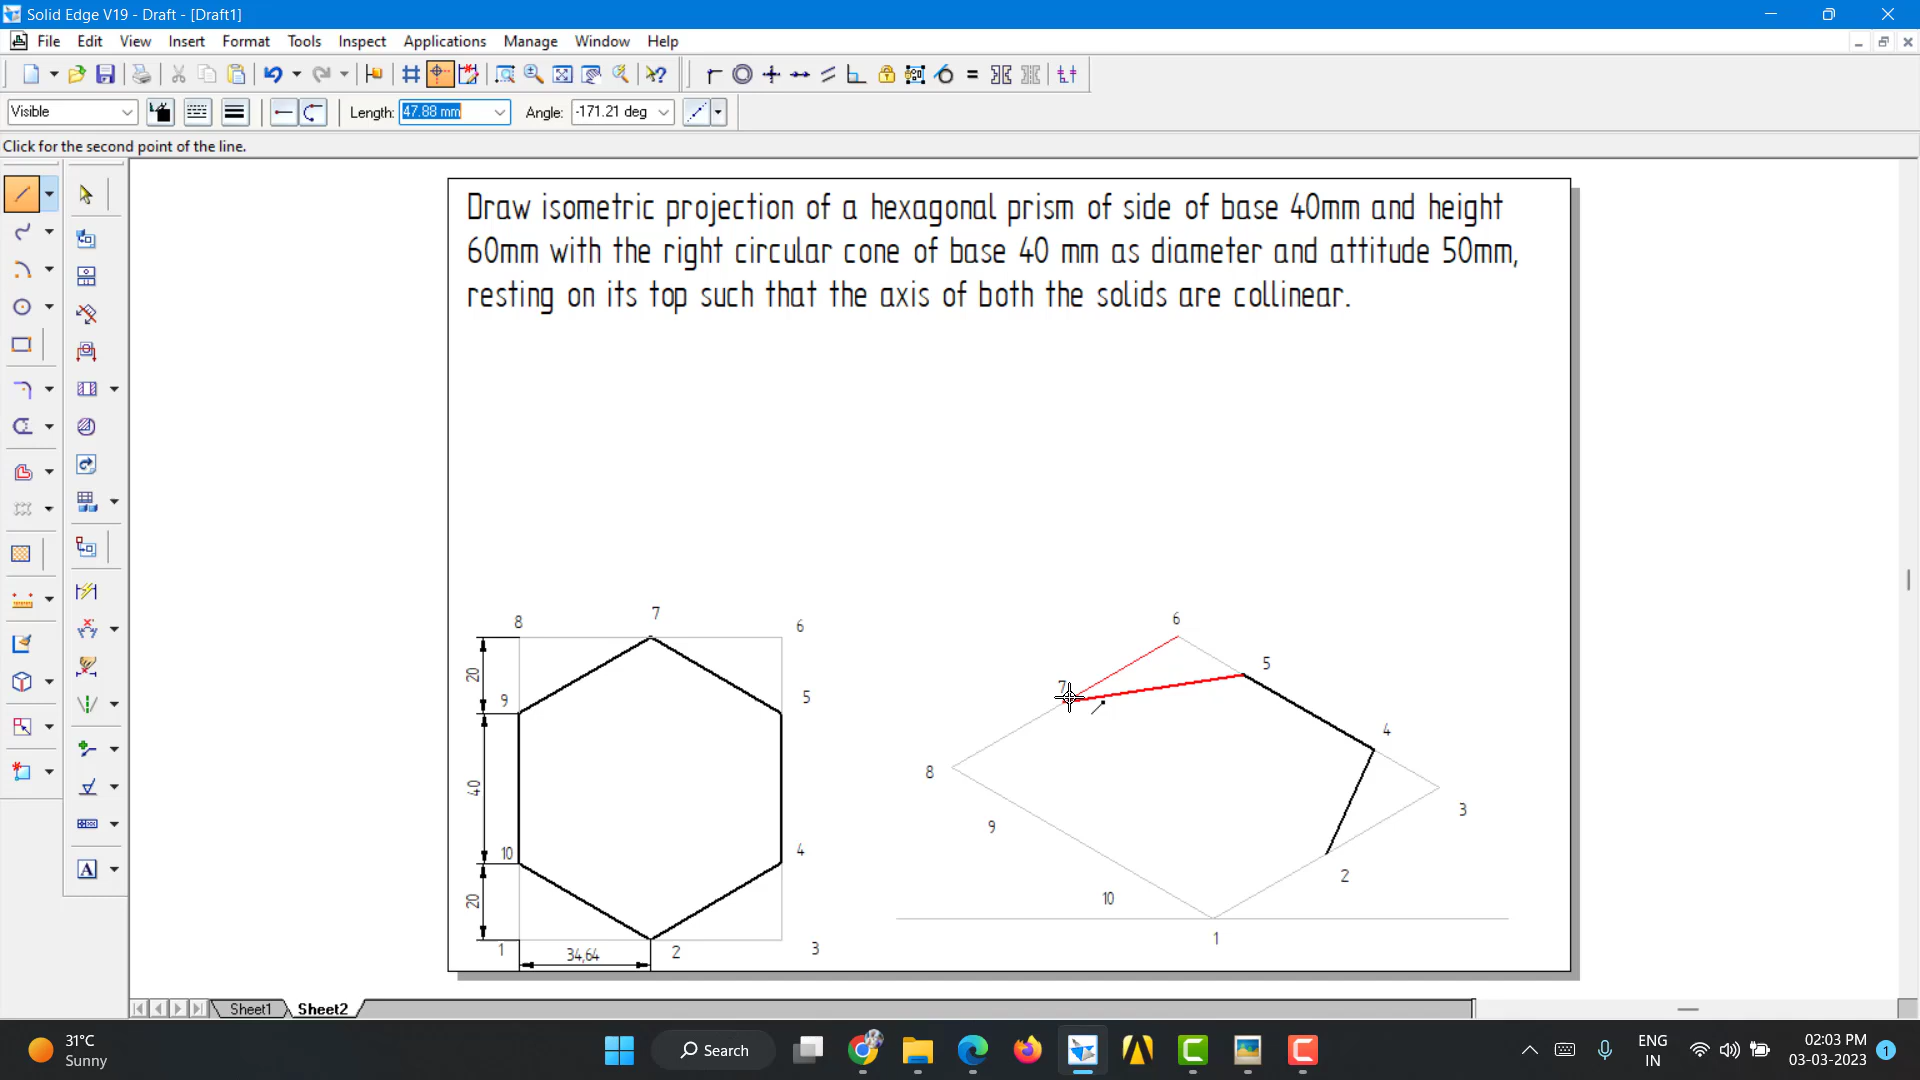 Solid Edge V19 - Draft - [Draft1]
File Edit View Insert Format Tools Inspect Applications Manage Window Help
Visible Length: 47.88 mm Angle: -171.21 deg
Click for the second point of the line.
Draw isometric projection of a hexagonal prism of side of base 40mm and height
60mm with the right circular cone of base 40 mm as diameter and attitude 50mm,
resting on its top such that the axis of both the solids are collinear.
8 7 6
20
9 5
40
10 4
20
1 34,64 2 3
6
5
7
4
8
3
9
2
10
1
Sheet1 Sheet2
31°C
Sunny
Search
ENG
IN
02:03 PM
03-03-2023
1